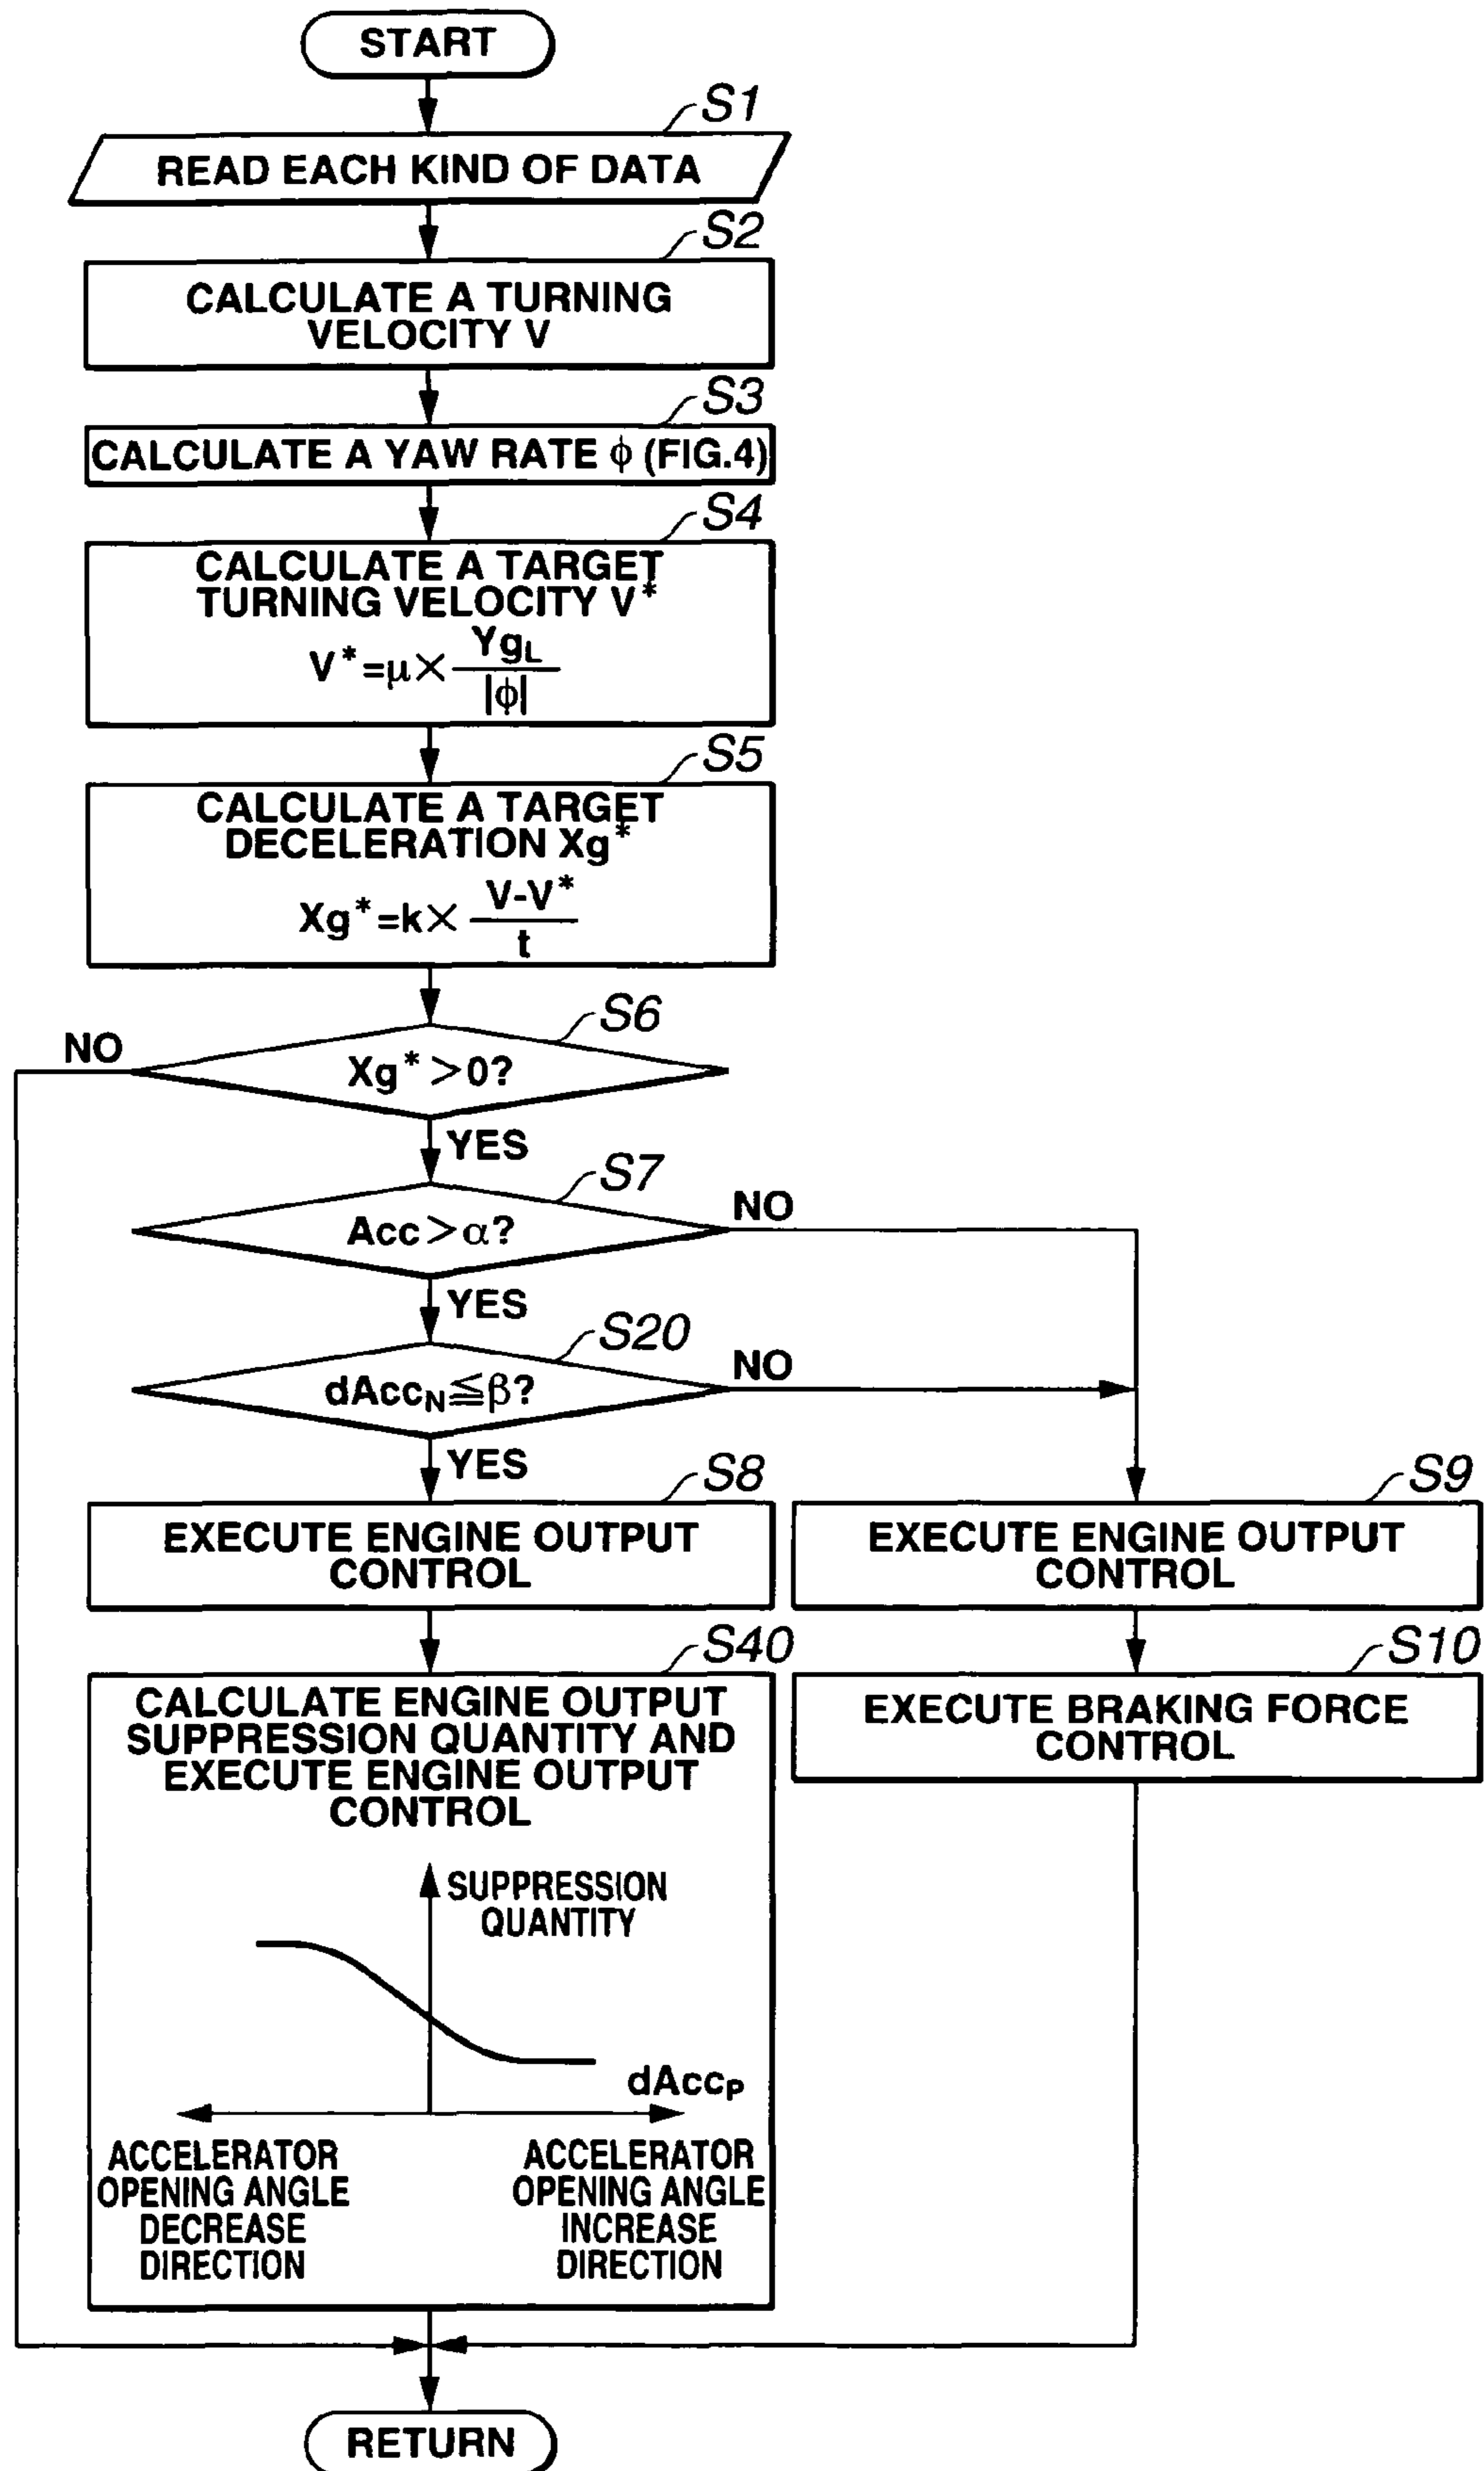 START
S1
READ EACH KIND OF DATA
S2
CALCULATE A TURNING
VELOCITY V
S3
CALCULATE A YAW RATE ϕ (FIG.4)
S4
CALCULATE A TARGET
TURNING VELOCITY V*
V*=μ× Yg_L / |ϕ|
S5
CALCULATE A TARGET
DECELERATION Xg*
Xg*=k× V-V* / t
S6
NO
Xg*>0?
YES
S7
NO
Acc>α?
YES
S20
NO
dAcc_N≦β?
YES
S8
EXECUTE ENGINE OUTPUT
CONTROL
S9
EXECUTE ENGINE OUTPUT
CONTROL
S40
CALCULATE ENGINE OUTPUT
SUPPRESSION QUANTITY AND
EXECUTE ENGINE OUTPUT
CONTROL
S10
EXECUTE BRAKING FORCE
CONTROL
SUPPRESSION
QUANTITY
dAcc_P
ACCELERATOR
OPENING ANGLE
DECREASE
DIRECTION
ACCELERATOR
OPENING ANGLE
INCREASE
DIRECTION
RETURN